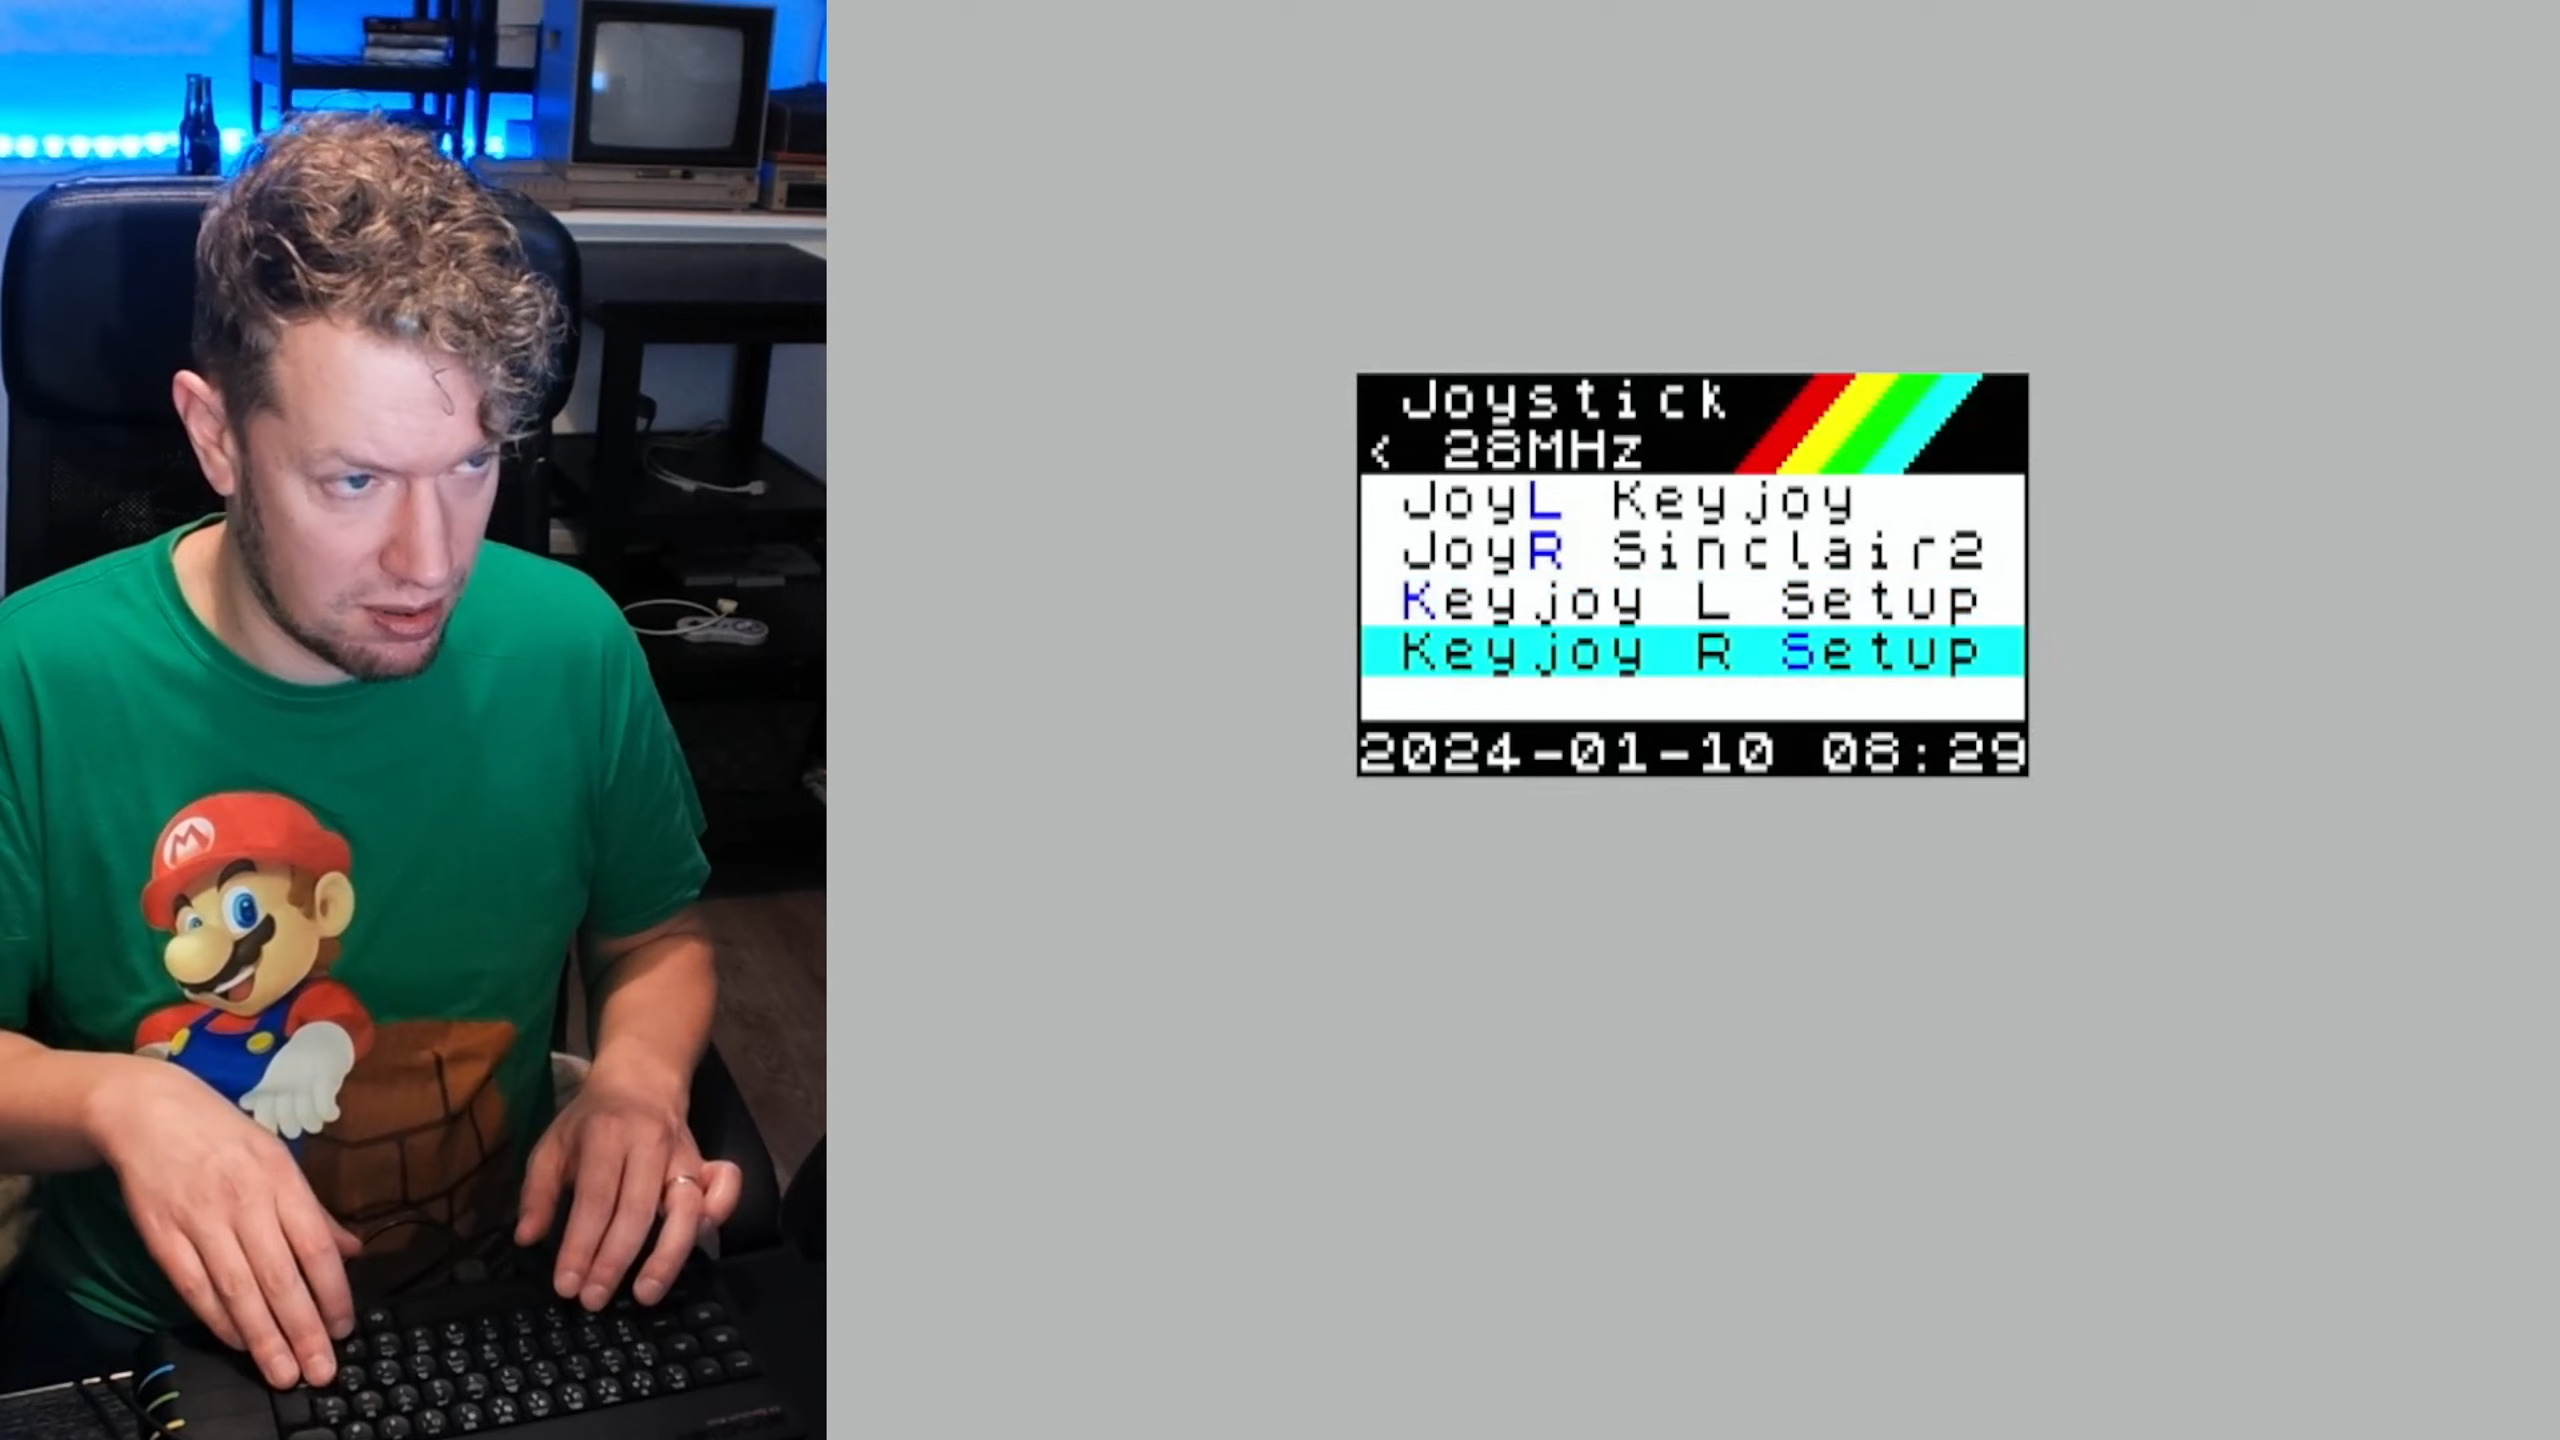 Joystick
< 28MHz
JoyL Keyjoy
JoyR Sinclair2
Keyjoy L Setup
Keyjoy R Setup
2024-01-10 08:29
M